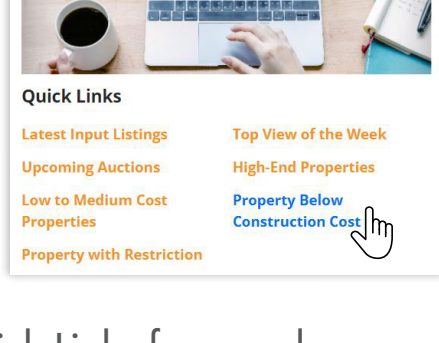 Quick Links
Latest Input Listings
Top View of the Week
Upcoming Auctions
High-End Properties
Low to Medium Cost
Properties
Property Below
Construction Cost
Property with Restriction